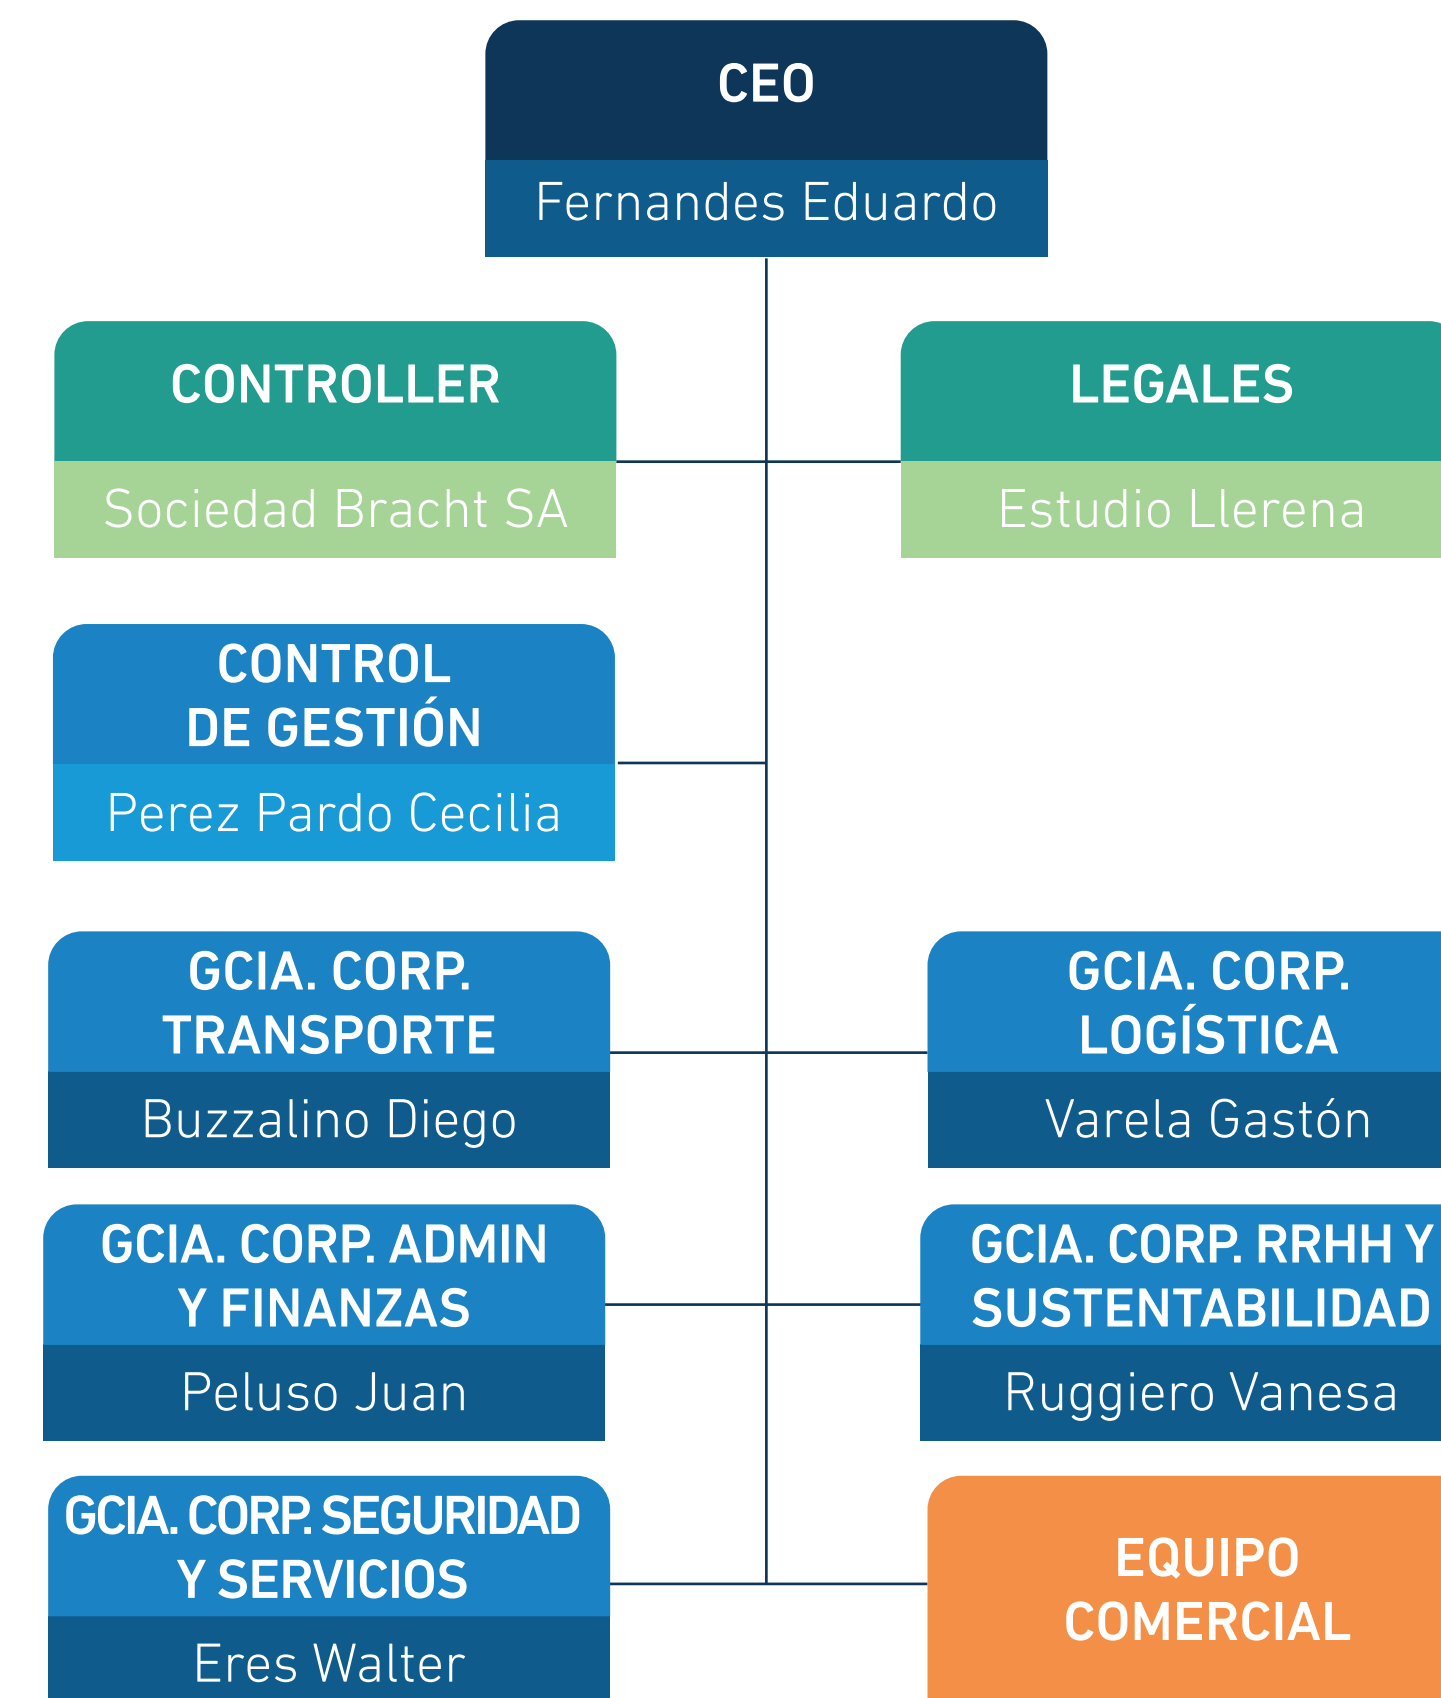 CEO
Fernandes Eduardo
CONTROLLER
Sociedad Bracht SA
LEGALES
Estudio Llerena
CONTROL
DE GESTIÓN
Perez Pardo Cecilia
GCIA. CORP.
TRANSPORTE
Buzzalino Diego
GCIA. CORP.
LOGÍSTICA
Varela Gastón
GCIA. CORP. ADMIN
Y FINANZAS
Peluso Juan
GCIA. CORP. RRHH Y
SUSTENTABILIDAD
Ruggiero Vanesa
GCIA. CORP. SEGURIDAD
Y SERVICIOS
Eres Walter
EQUIPO
COMERCIAL